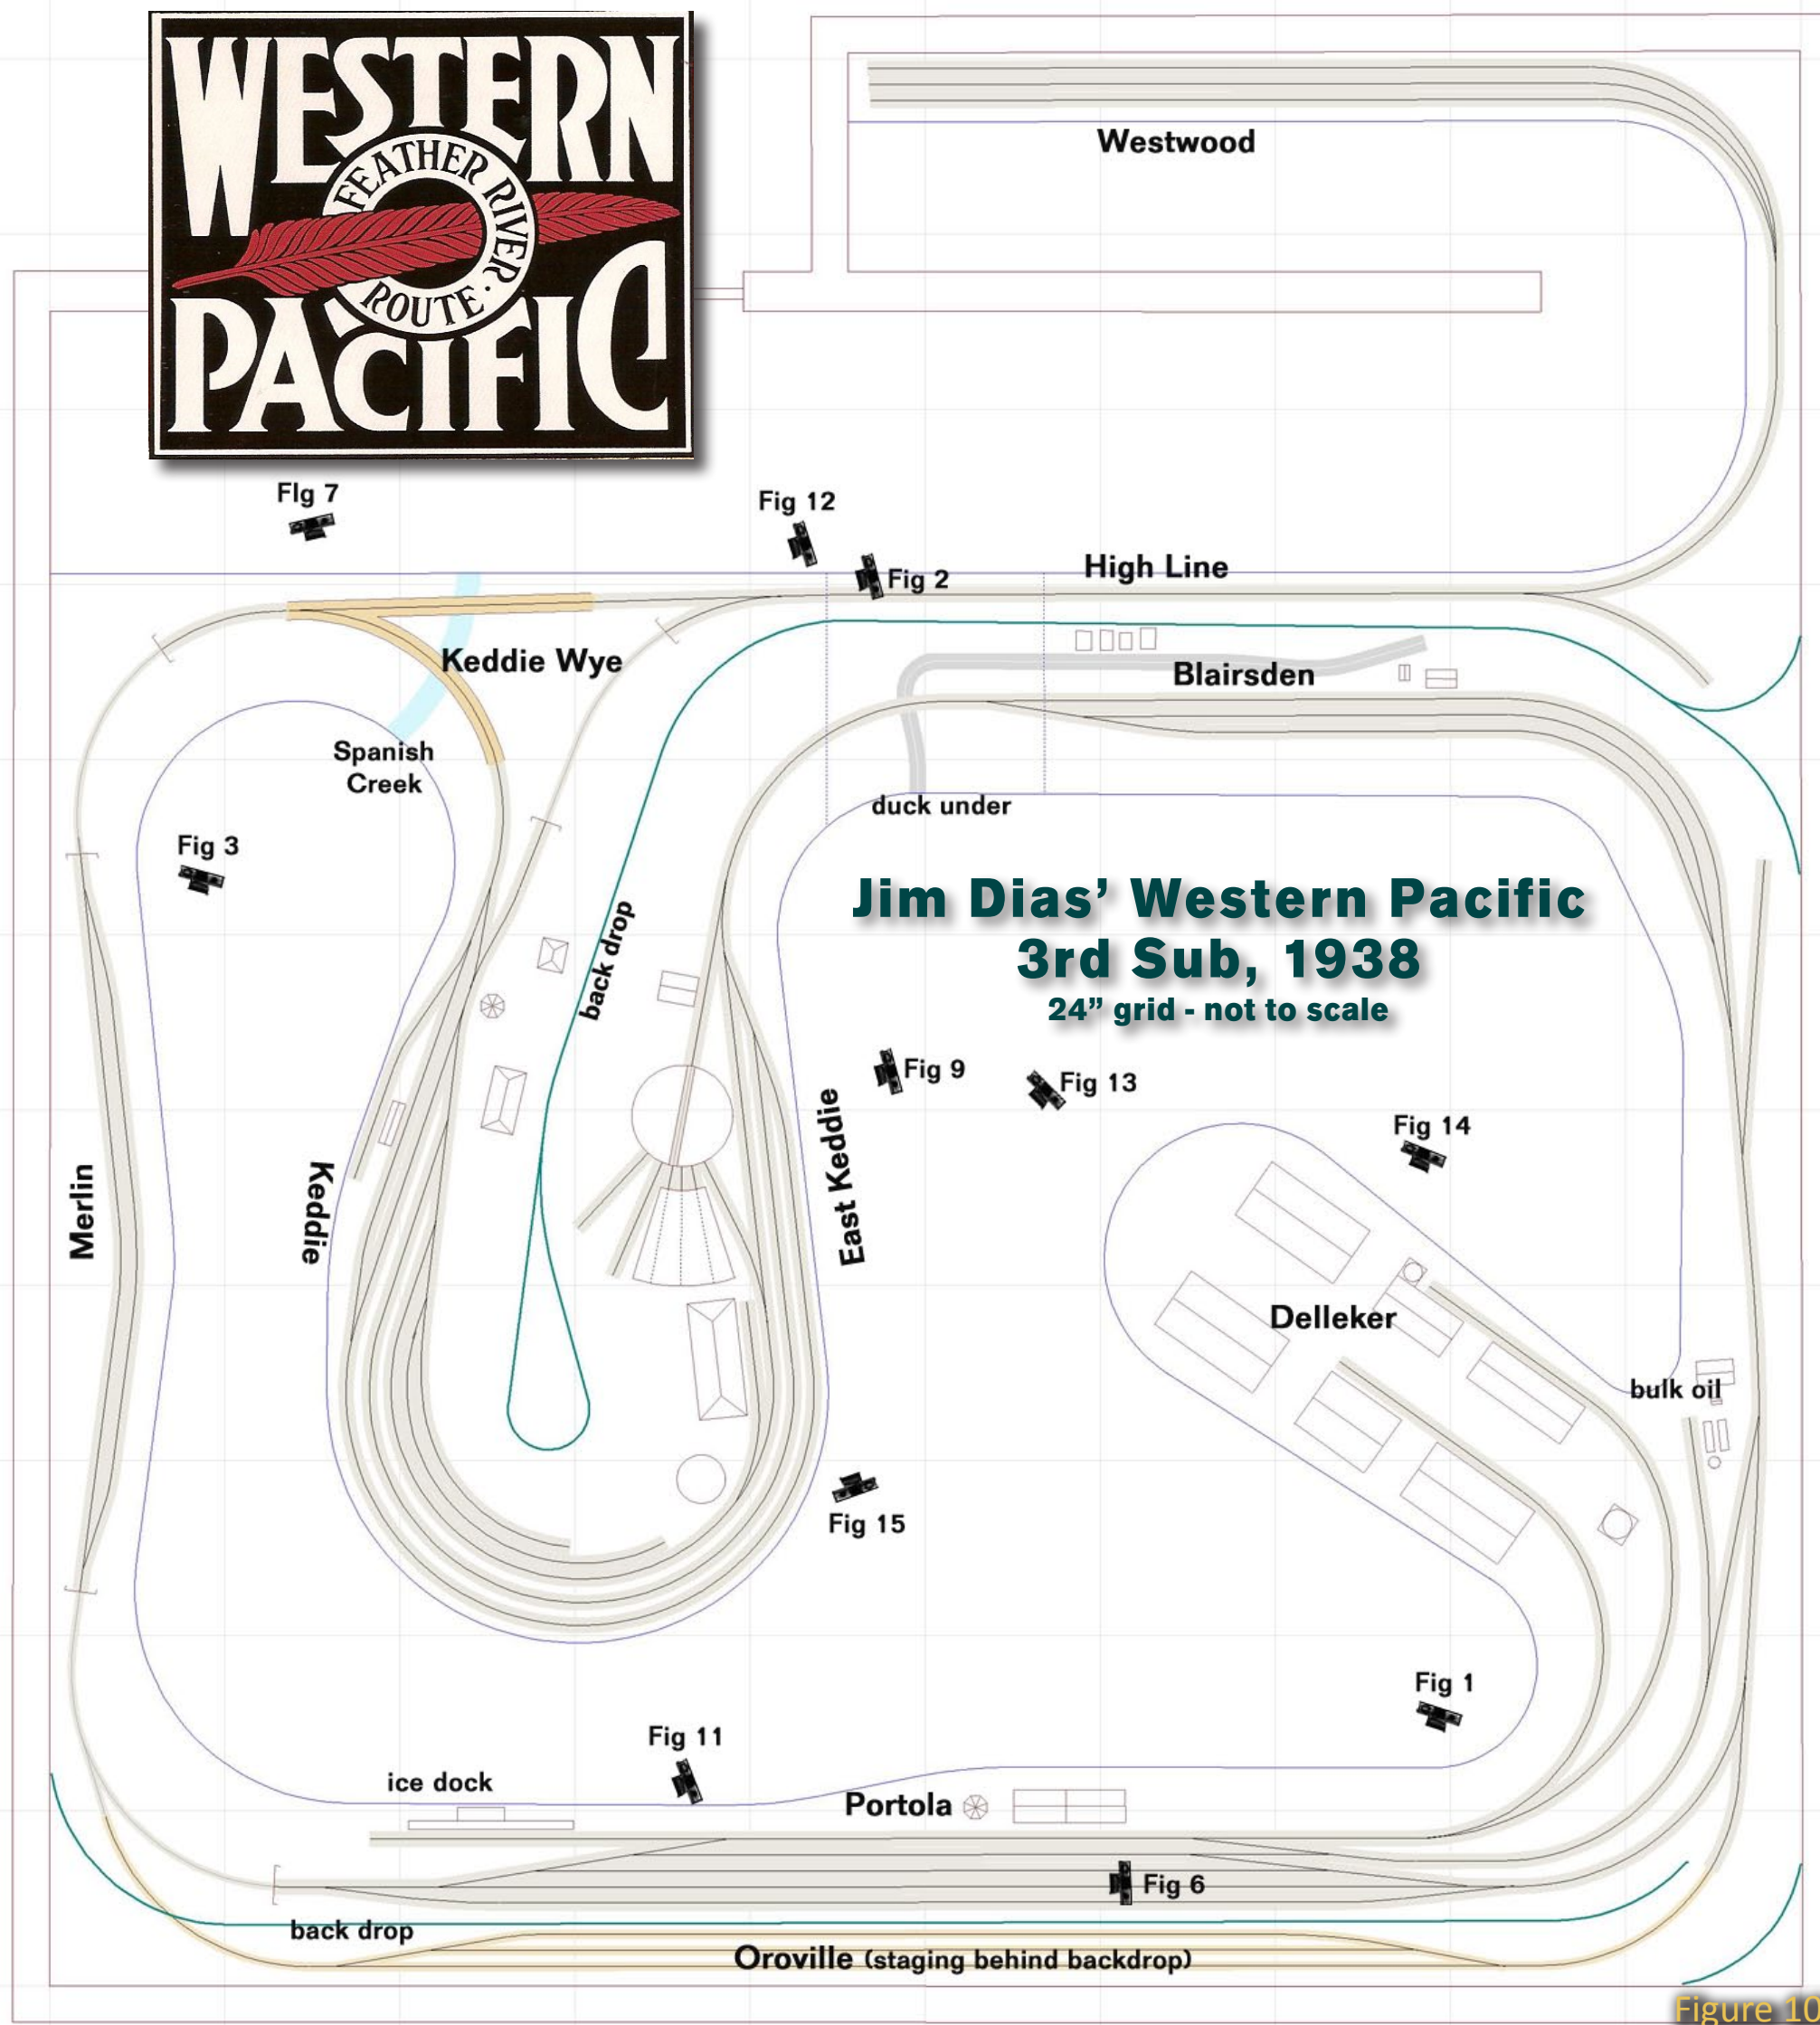 WESTERN
FEATHER RIVER
ROUTE
PACIFIC
Westwood
FIg 7
Fig 12
Fig 2
High Line
Keddie Wye
Blairsden
Spanish
Creek
duck under
Fig 3
Jim Dias’ Western Pacific
3rd Sub, 1938
24” grid - not to scale
back drop
Fig 9
Fig 13
Fig 14
Merlin
Keddie
East Keddie
Delleker
bulk oil
Fig 15
Fig 1
Fig 11
ice dock
Portola
Fig 6
back drop
Oroville (staging behind backdrop)
Figure 10